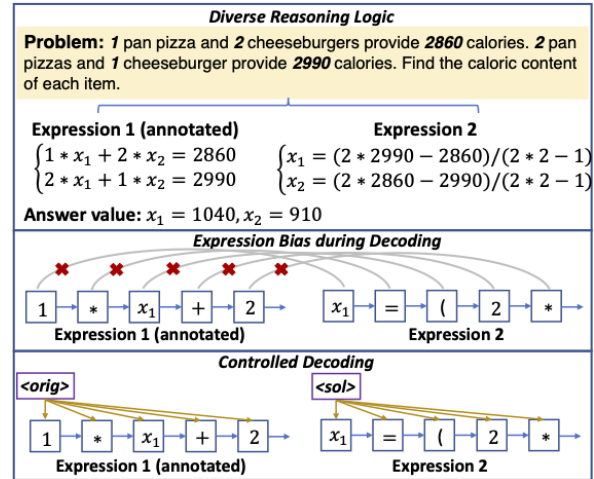 Diverse Reasoning Logic
Problem: 1 pan pizza and 2 cheeseburgers provide 2860 calories. 2 pan
pizzas and 1 cheeseburger provide 2990 calories. Find the caloric content
of each item.
Expression 1 (annotated)
Expression 2
{1 * x₁ + 2 * x₂ = 2860
{2 * x₁ + 1 * x₂ = 2990
{x₁ = (2 * 2990 − 2860)/(2 * 2 − 1)
{x₂ = (2 * 2860 − 2990)/(2 * 2 − 1)
Answer value: x₁ = 1040, x₂ = 910
Expression Bias during Decoding
1 * x₁ + 2
x₁ = ( 2 *
Expression 1 (annotated)
Expression 2
Controlled Decoding
<orig>
<sol>
1 * x₁ + 2
x₁ = ( 2 *
Expression 1 (annotated)
Expression 2